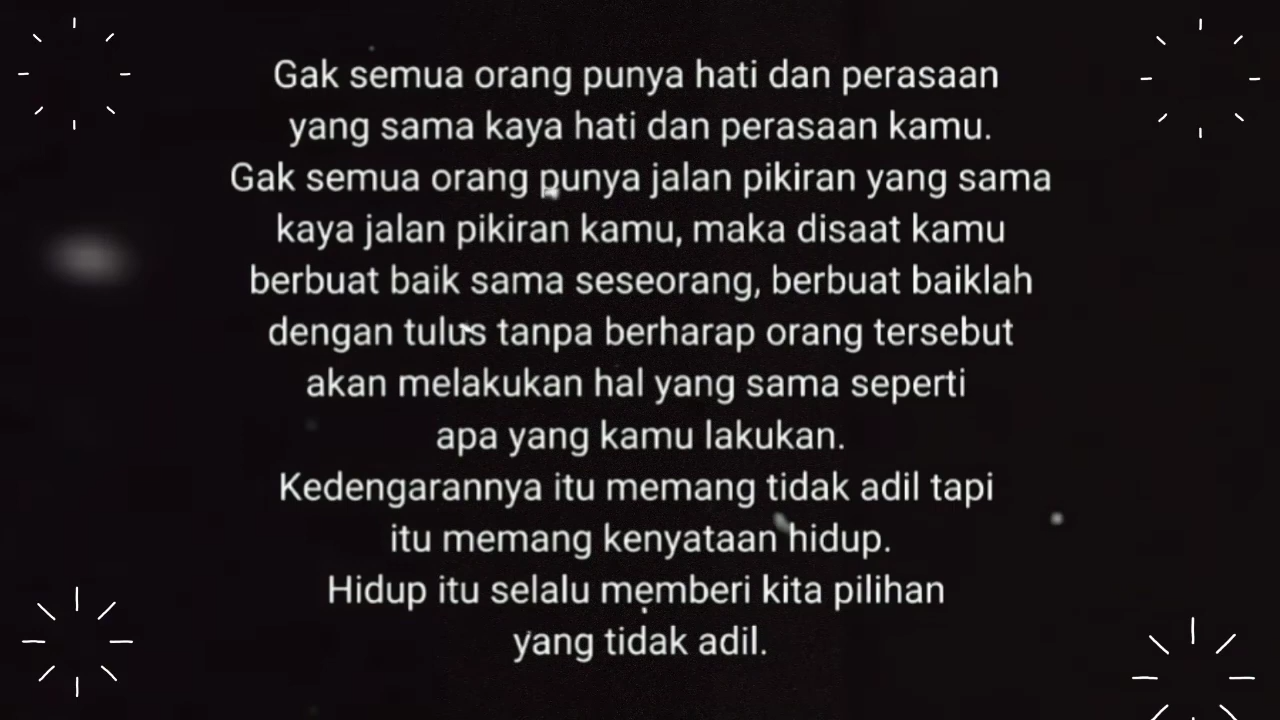 Gak semua orang punya hati dan perasaan
yang sama kaya hati dan perasaan kamu.
Gak semua orang punya jalan pikiran yang sama
kaya jalan pikiran kamu, maka disaat kamu
berbuat baik sama seseorang, berbuat baiklah
dengan tulus tanpa berharap orang tersebut
akan melakukan hal yang sama seperti
apa yang kamu lakukan.
Kedengarannya itu memang tidak adil tapi
itu memang kenyataan hidup.
Hidup itu selalu memberi kita pilihan
yang tidak adil.